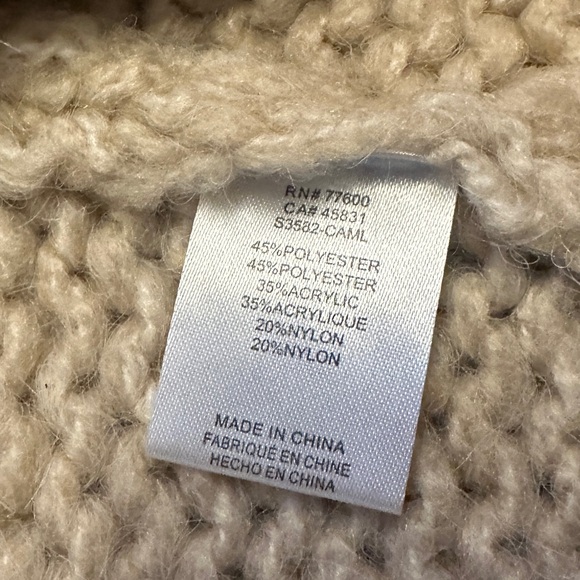 RN# 77600
CA# 45831
S3582-CAML
45%POLYESTER
45%POLYESTER
35%ACRYLIC
35%ACRYLIQUE
20%NYLON
20%NYLON
MADE IN CHINA
FABRIQUE EN CHINE
HECHO EN CHINA